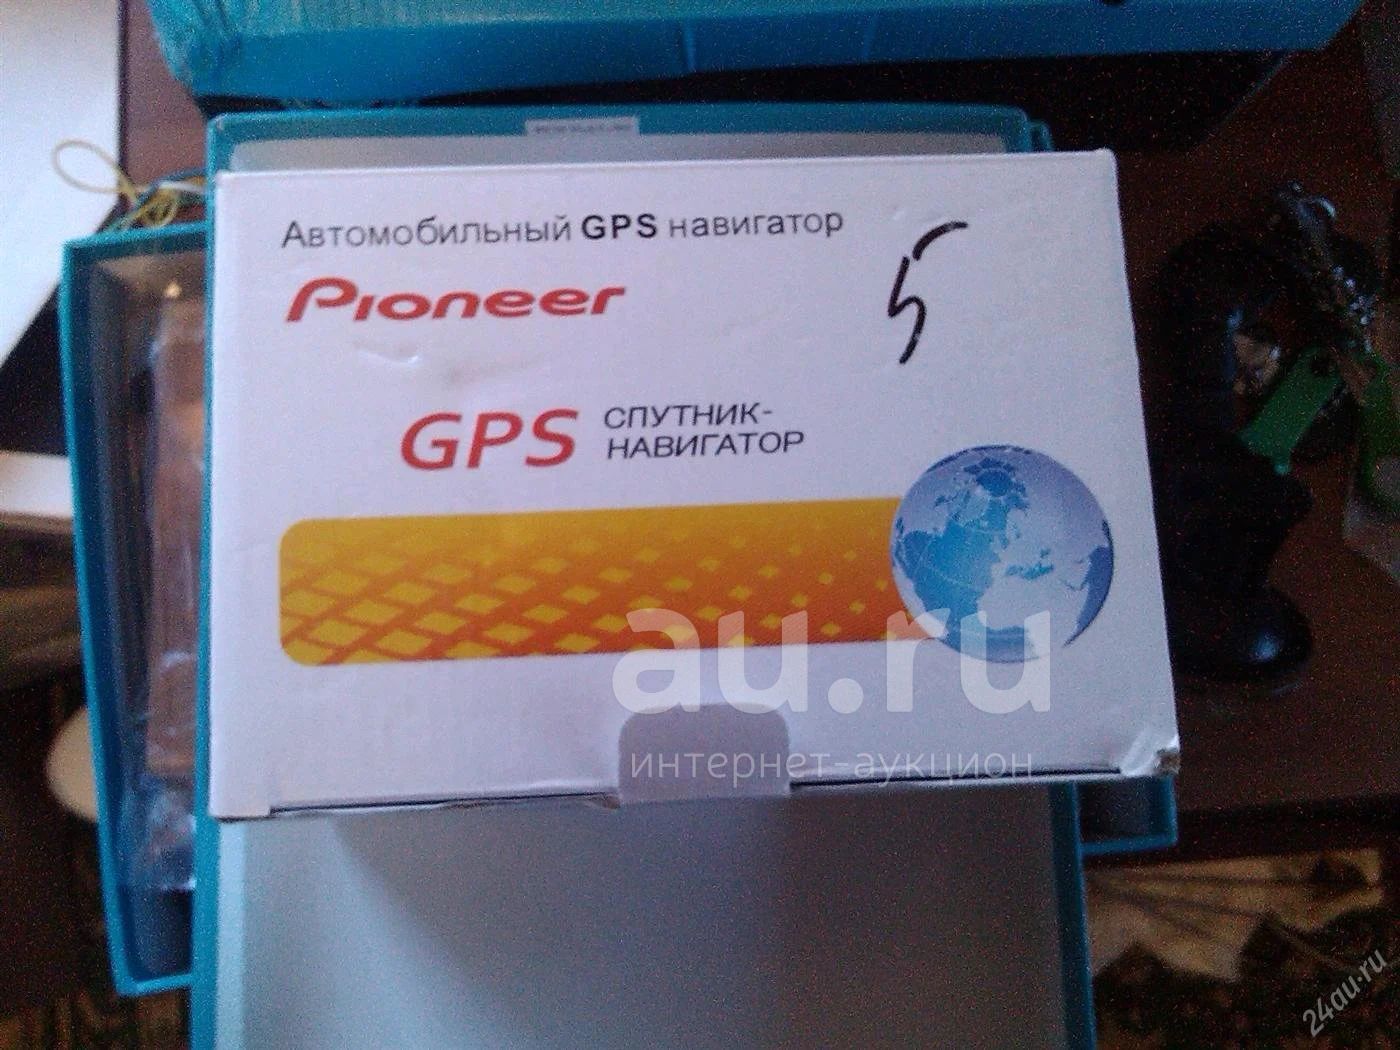 Автомобильный GPS навигатор
Pioneer
5
GPS СПУТНИК-
НАВИГАТОР
au.ru
интернет-аукцион
24au.ru